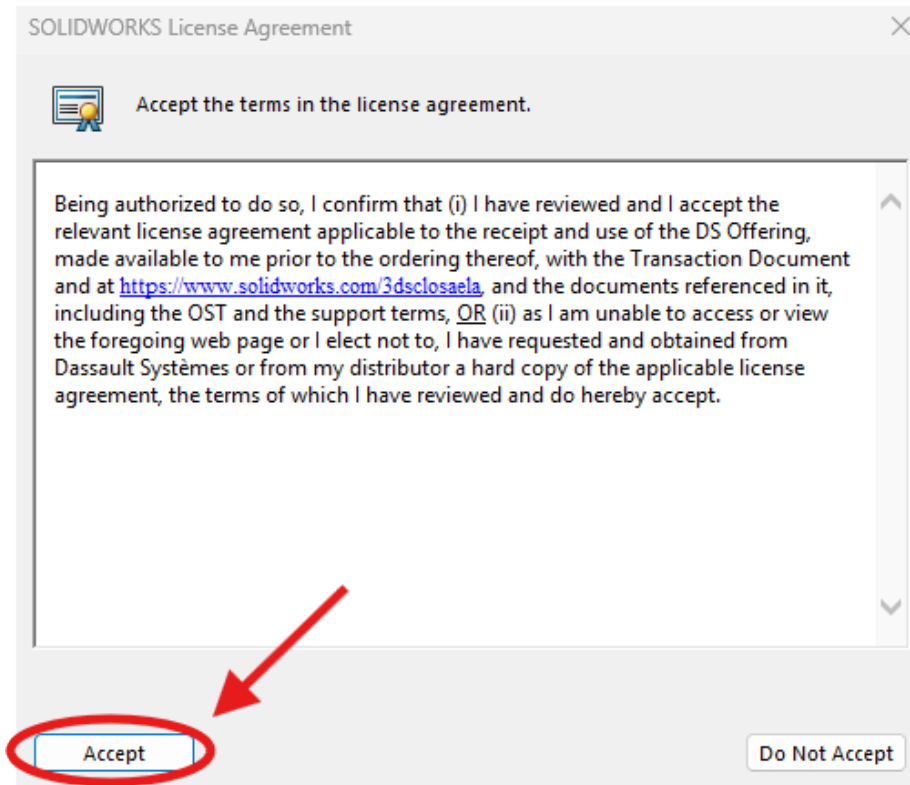 SOLIDWORKS License Agreement
Accept the terms in the license agreement.
Being authorized to do so, I confirm that (i) I have reviewed and I accept the
relevant license agreement applicable to the receipt and use of the DS Offering,
made available to me prior to the ordering thereof, with the Transaction Document
and at https://www.solidworks.com/3dsclosaela, and the documents referenced in it,
including the OST and the support terms, OR (ii) as I am unable to access or view
the foregoing web page or I elect not to, I have requested and obtained from
Dassault Systèmes or from my distributor a hard copy of the applicable license
agreement, the terms of which I have reviewed and do hereby accept.
Accept
Do Not Accept